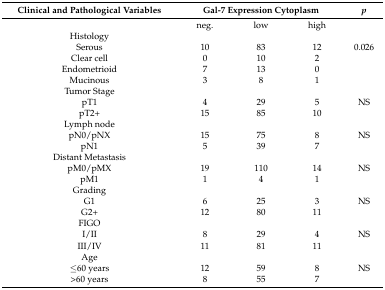 Clinical and Pathological Variables Gal-7 Expression Cytoplasm p
neg. low high
Histology
Serous 10 83 12 0.026
Clear cell 0 10 2
Endometrioid 7 13 0
Mucinous 3 8 1
Tumor Stage
pT1 4 29 5 NS
pT2+ 15 85 10
Lymph node
pN0/pNX 15 75 8 NS
pN1 5 39 7
Distant Metastasis
pM0/pMX 19 110 14 NS
pM1 1 4 1
Grading
G1 6 25 3 NS
G2+ 12 80 11
FIGO
I/II 8 29 4 NS
III/IV 11 81 11
Age
≤60 years 12 59 8 NS
>60 years 8 55 7